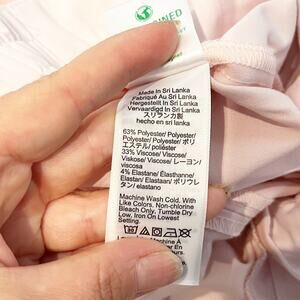 Made In Sri Lanka
Fabriqué Au Sri Lanka
Hergestellt In Sri Lanka
Vervaardigd In Sri Lanka
スリランカ製
hecho en sri lanka
63% Polyester/Polyester/
Polyester/Polyester/ポリ
エステル/poliéster
33% Viscose/Viscose/
Viskose/Viscose/レーヨン/
viscosa
4% Elastane/Élasthanne/
Elastan/Elastaan/ポリウレ
タン/elastano
Machine Wash Cold. With
Like Colors. Non-chlorine
Bleach Only. Tumble Dry
Low. Iron On Lowest
Setting.